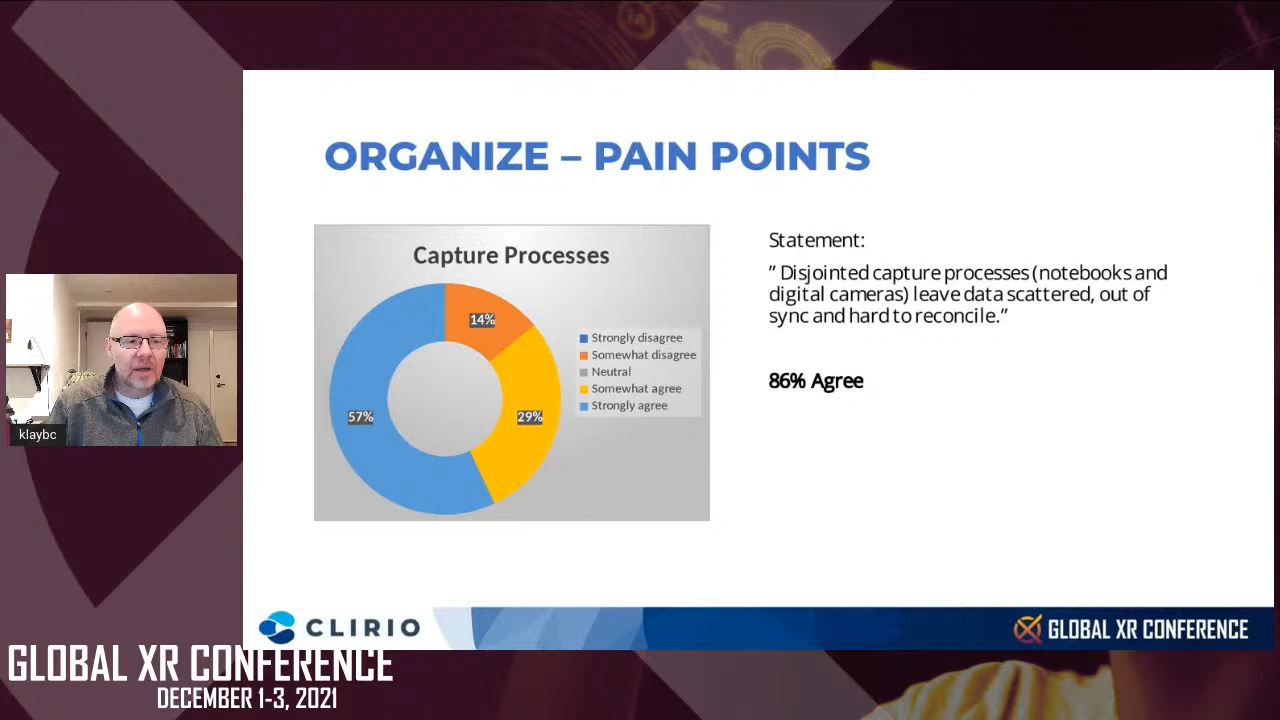 ORGANIZE – PAIN POINTS
Capture Processes
14%
57%
29%
Strongly disagree
Somewhat disagree
Neutral
Somewhat agree
Strongly agree
Statement:
” Disjointed capture processes (notebooks and
digital cameras) leave data scattered, out of
sync and hard to reconcile.”
86% Agree
klaybc
CLIRIO
GLOBAL XR CONFERENCE
GLOBAL XR CONFERENCE
DECEMBER 1-3, 2021